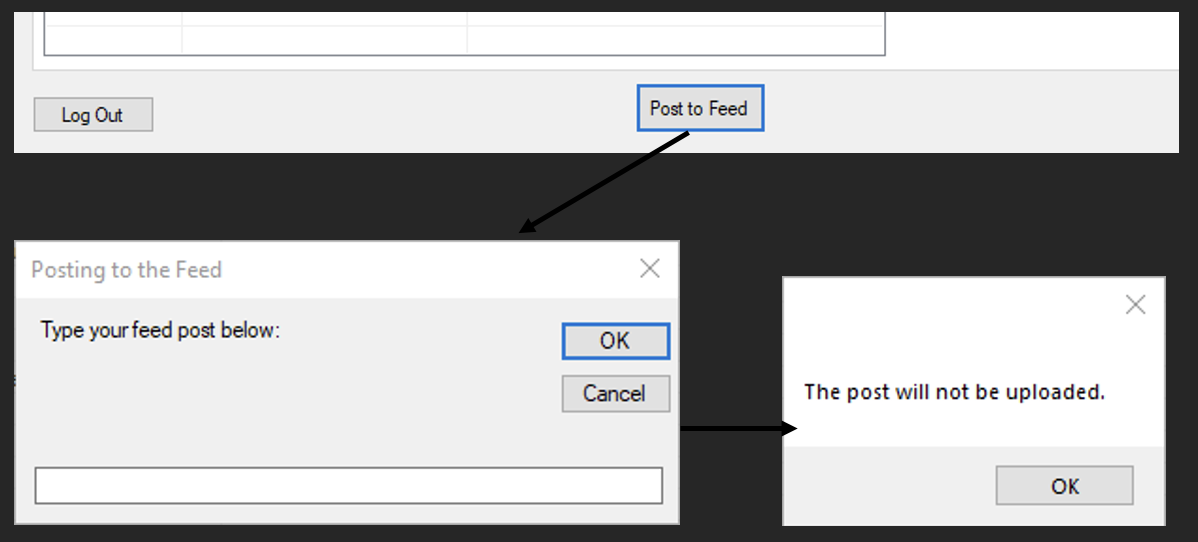 Log Out
Post to Feed
Posting to the Feed
Type your feed post below:
OK
Cancel
The post will not be uploaded.
OK